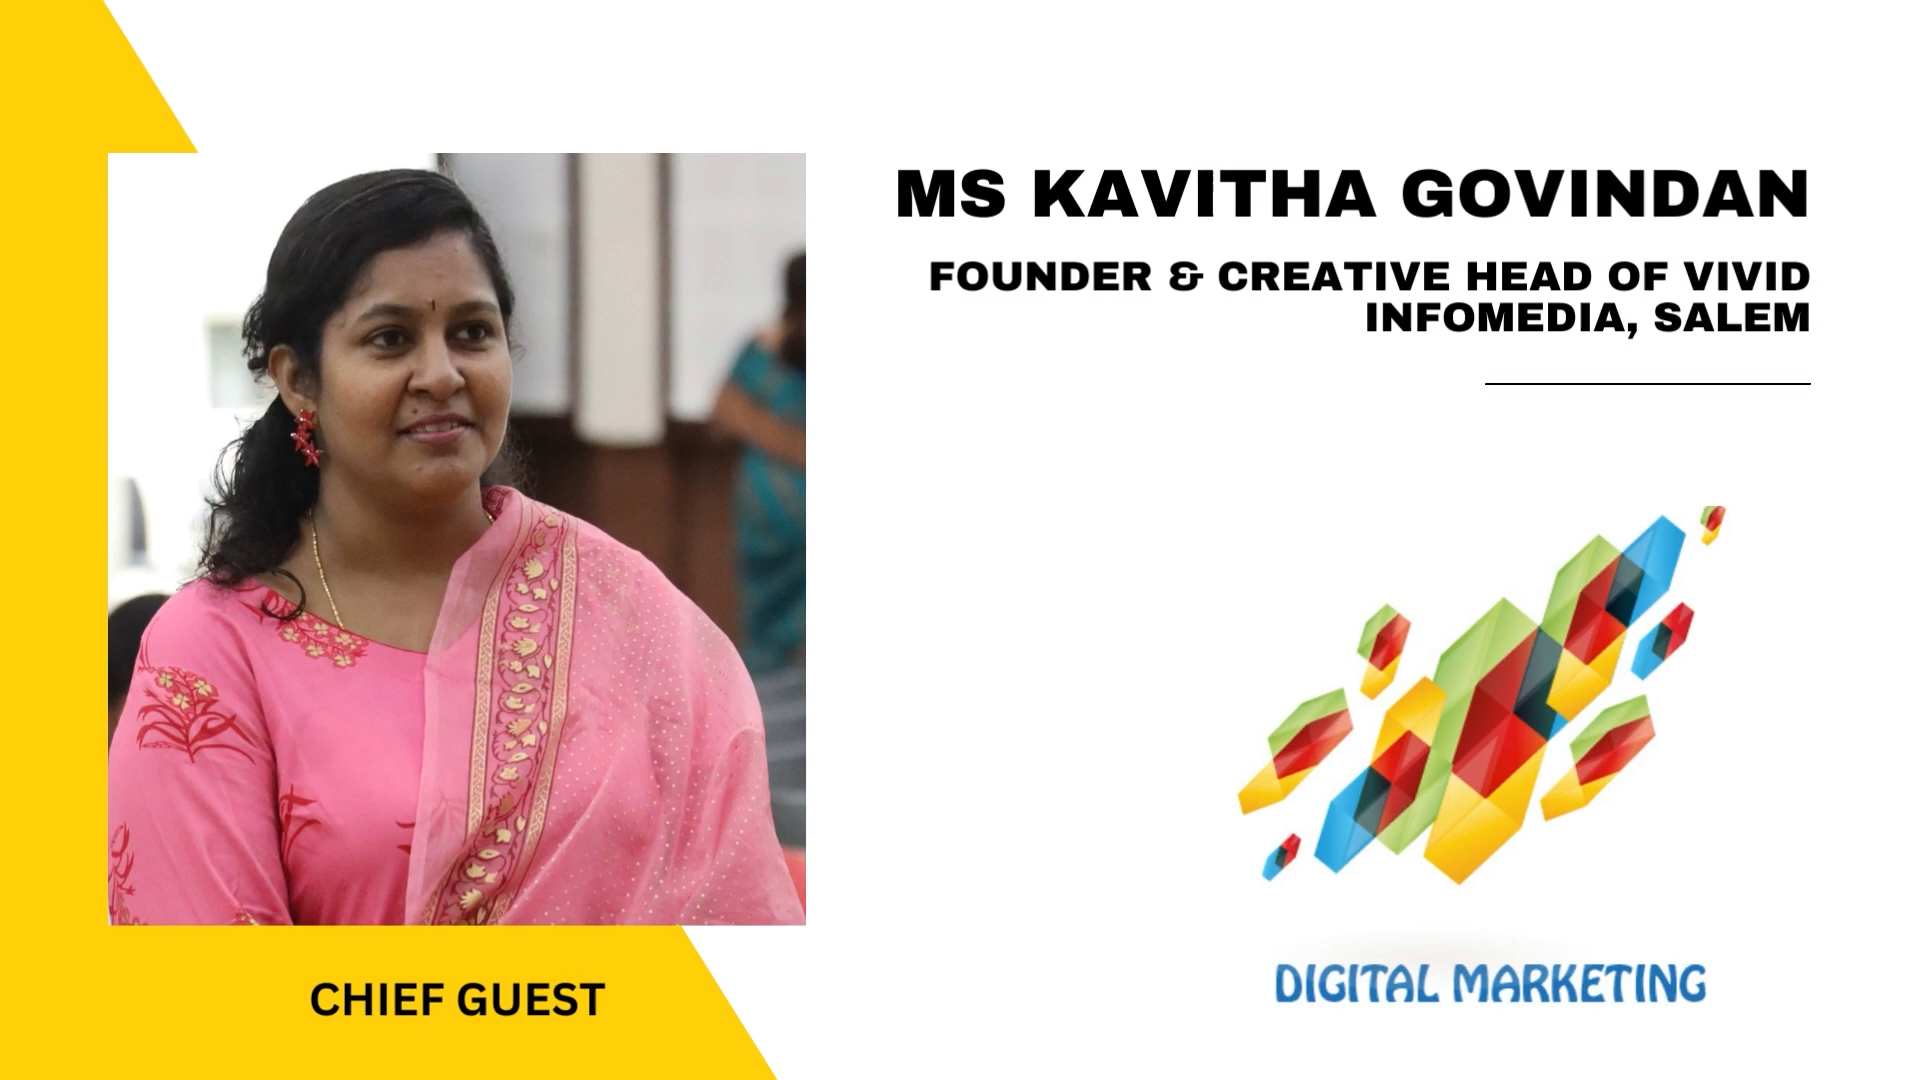 MS KAVITHA GOVINDAN
FOUNDER & CREATIVE HEAD OF VIVID
INFOMEDIA, SALEM
DIGITAL MARKETING
CHIEF GUEST